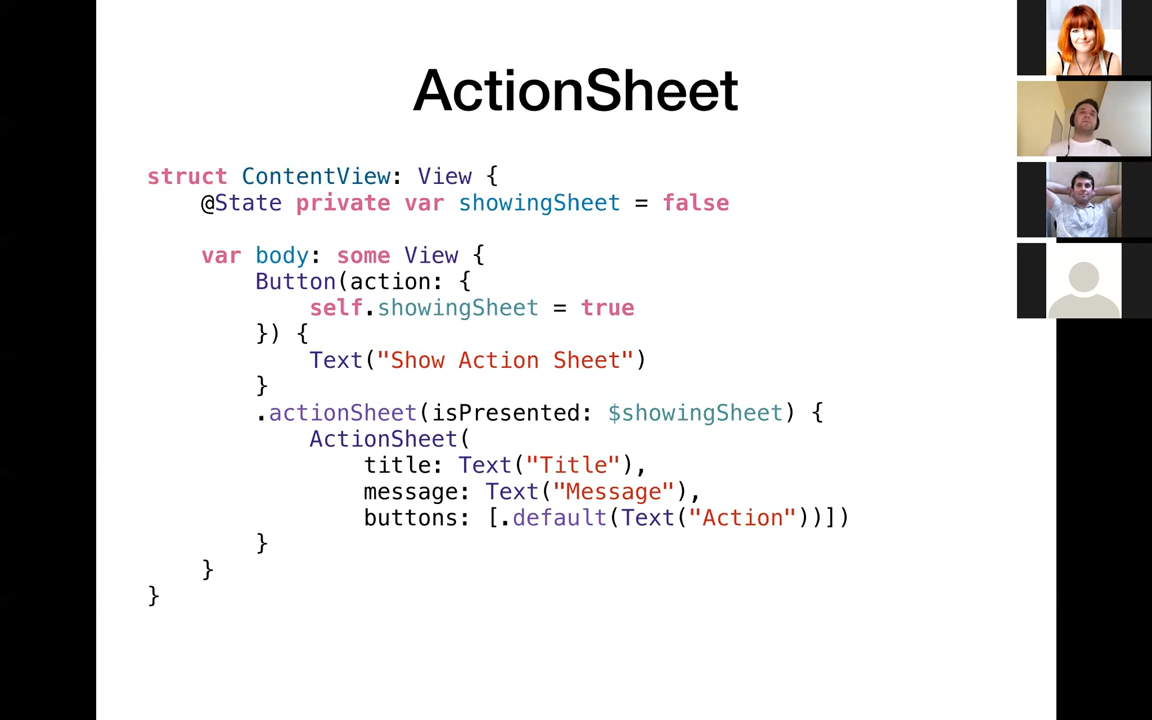 ActionSheet
struct ContentView: View {
@State private var showingSheet = false
var body: some View {
Button(action: {
self.showingSheet = true
}) {
Text("Show Action Sheet")
}
.actionSheet(isPresented: $showingSheet) {
ActionSheet(
title: Text("Title"),
message: Text("Message"),
buttons: [.default(Text("Action"))])
}
}
}